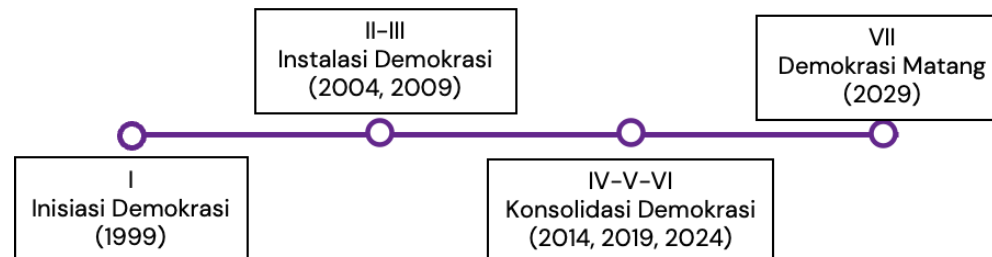 I
Inisiasi Demokrasi
(1999)
II-III
Instalasi Demokrasi
(2004, 2009)
IV-V-VI
Konsolidasi Demokrasi
(2014, 2019, 2024)
VII
Demokrasi Matang
(2029)